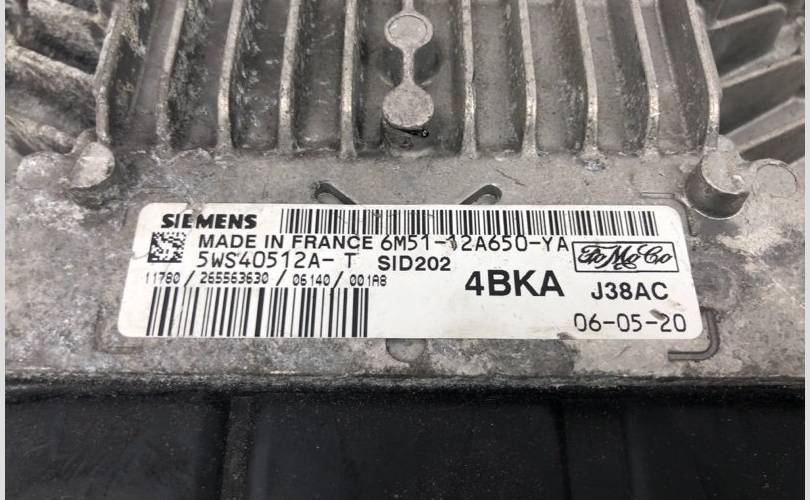 SIEMENS
MADE IN FRANCE 6M51-12A650-YA
5WS40512A-T SID202
FoMoCo
11780 / 265563630 / 06140 / 001A8
4BKA J38AC
06-05-20